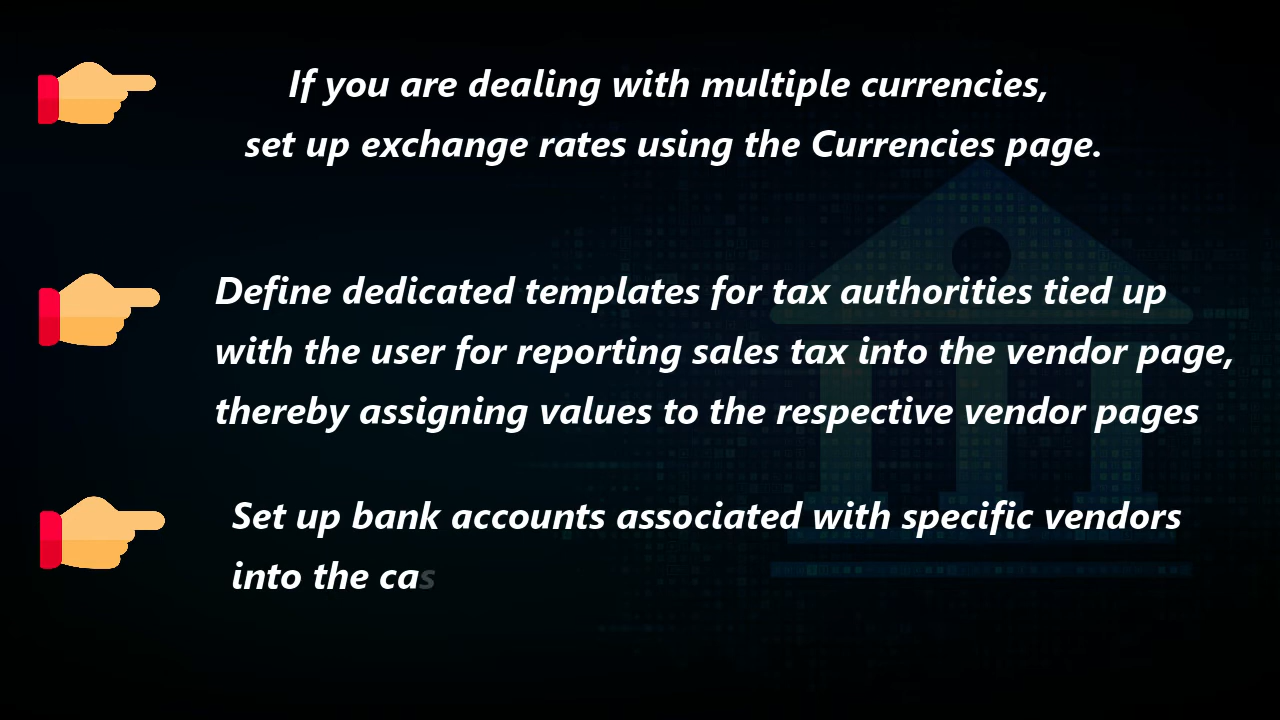 If you are dealing with multiple currencies,
set up exchange rates using the Currencies page.
Define dedicated templates for tax authorities tied up
with the user for reporting sales tax into the vendor page,
thereby assigning values to the respective vendor pages
Set up bank accounts associated with specific vendors
into the cas